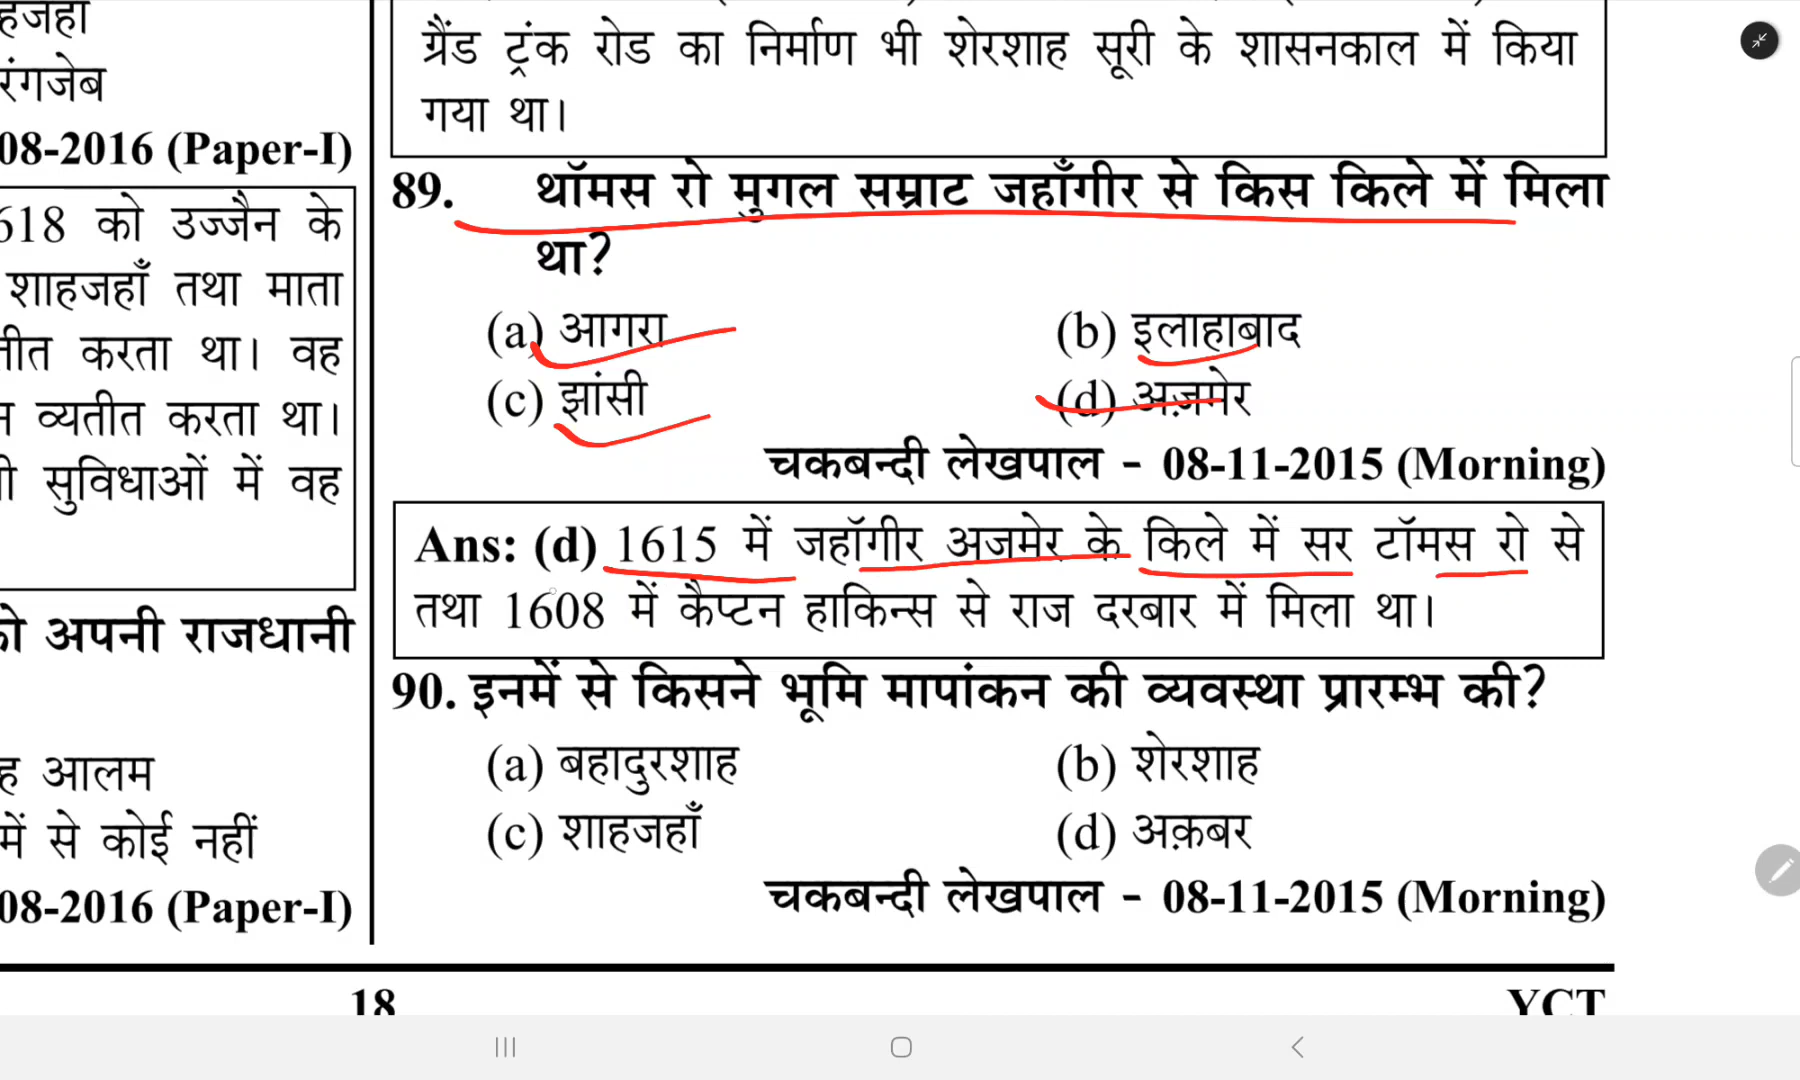 हजहाँ
रंगजेब
08-2016 (Paper-I)
618 को उज्जैन के
शाहजहाँ तथा माता
तीत करता था। वह
न व्यतीत करता था।
ी सुविधाओं में वह
को अपनी राजधानी
ह आलम
में से कोई नहीं
08-2016 (Paper-I)
ग्रैंड ट्रंक रोड का निर्माण भी शेरशाह सूरी के शासनकाल में किया
गया था।
89. थॉमस रो मुगल सम्राट जहाँगीर से किस किले में मिला
था?
(a) आगरा (b) इलाहाबाद
(c) झांसी (d) अज़मेर
चकबन्दी लेखपाल - 08-11-2015 (Morning)
Ans: (d) 1615 में जहॉगीर अजमेर के किले में सर टॉमस रो से
तथा 1608 में कैप्टन हाकिन्स से राज दरबार में मिला था।
90. इनमें से किसने भूमि मापांकन की व्यवस्था प्रारम्भ की?
(a) बहादुरशाह (b) शेरशाह
(c) शाहजहाँ (d) अक़बर
चकबन्दी लेखपाल - 08-11-2015 (Morning)
18 YCT